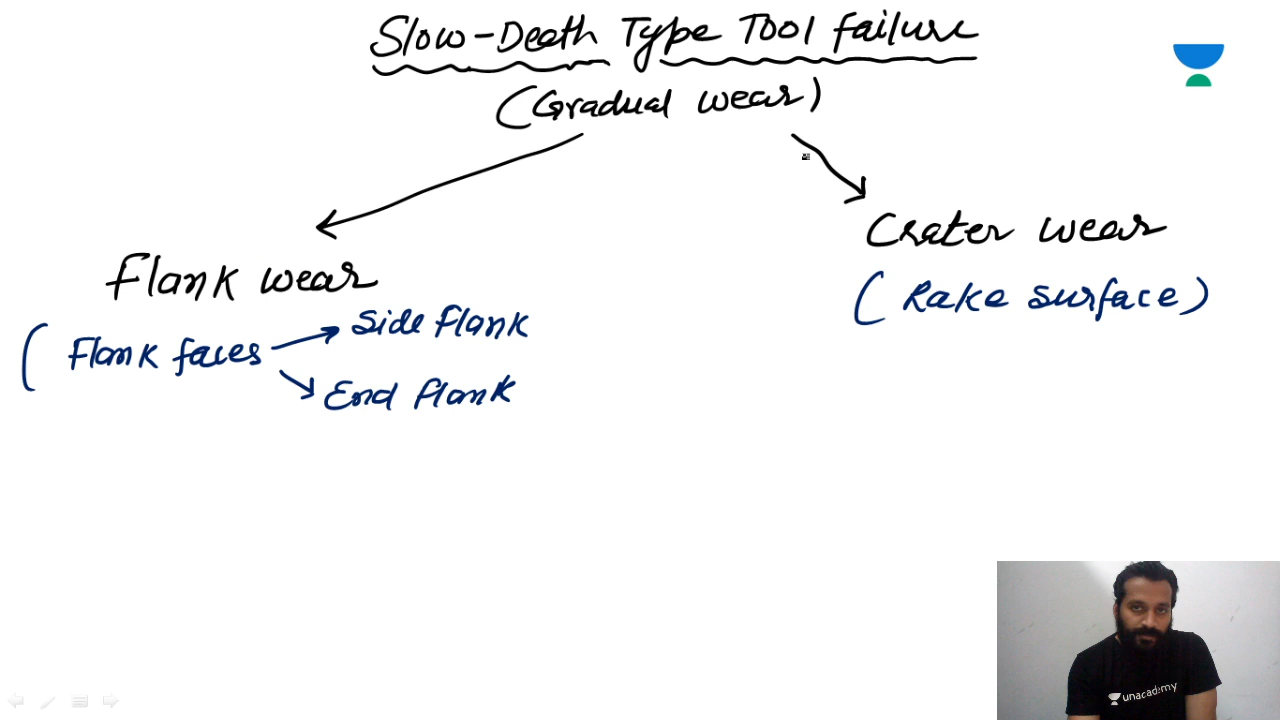 Slow-Death Type Tool failure
(Gradual wear)
Flank wear
Crater wear
(Flank faces
Side flank
End flank
(Rake surface)
unacademy